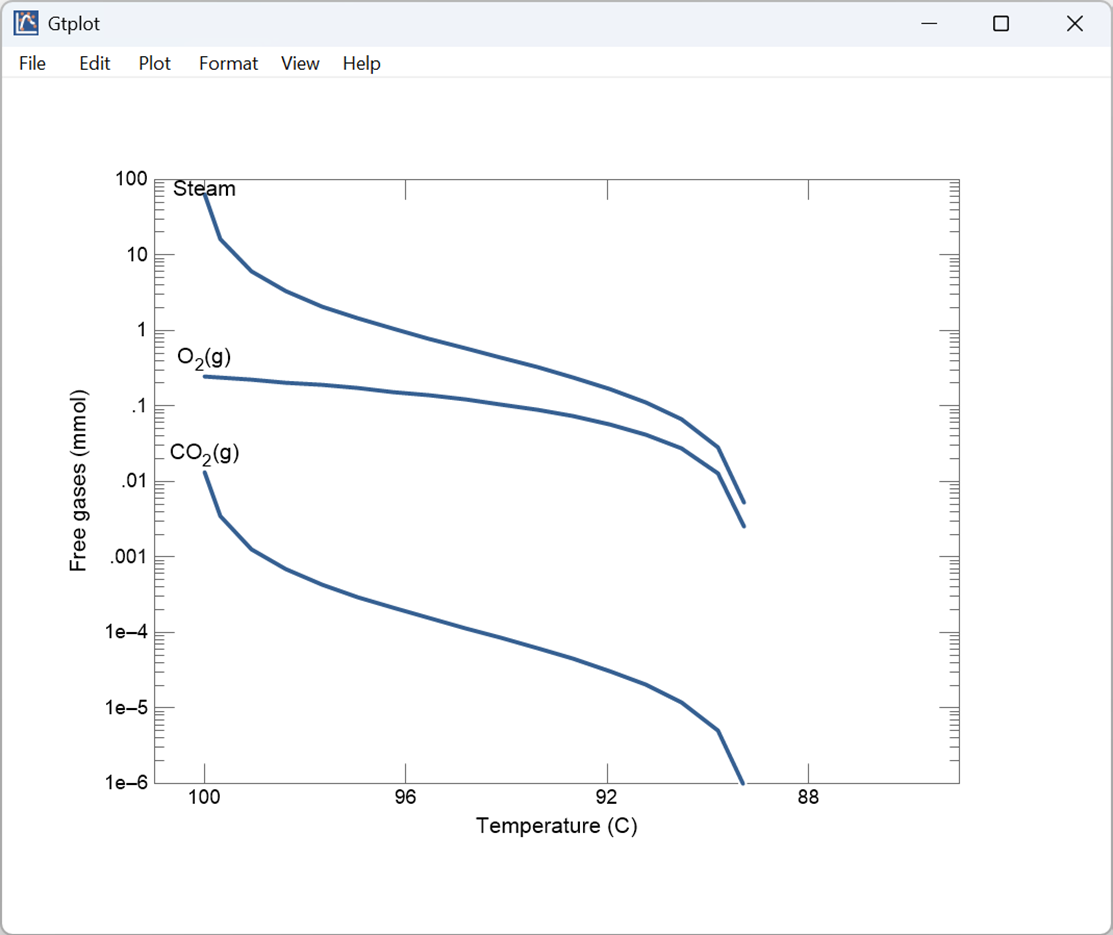 Gtplot
File Edit Plot Format View Help
100
Steam
10
1
O₂(g)
.1
CO₂(g)
.01
.001
1e–4
1e–5
1e–6
Free gases (mmol)
100 96 92 88
Temperature (C)